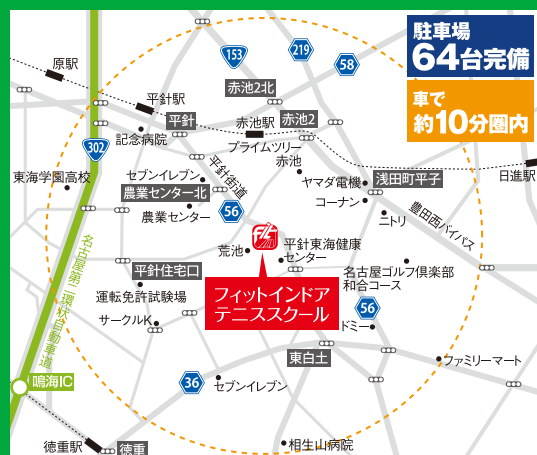 駐車場
64台完備
車で
約10分圏内
153
219
58
原駅
赤池2北
平針駅
平針
赤池駅
赤池2
記念病院
プライムツリー
赤池
302
平針街道
セブンイレブン
ヤマダ電機
浅田町平子
日進駅
東海学園高校
農業センター北
コーナン
農業センター
56
ニトリ
豊田西バイパス
荒池
平針東海健康
センター
名古屋第二環状自動車道
平針住宅口
名古屋ゴルフ倶楽部
和合コース
運転免許試験場
フィットインドア
テニススクール
サークルK
56
ドミー
東白土
ファミリーマート
鳴海IC
36
セブンイレブン
徳重駅
徳重
相生山病院